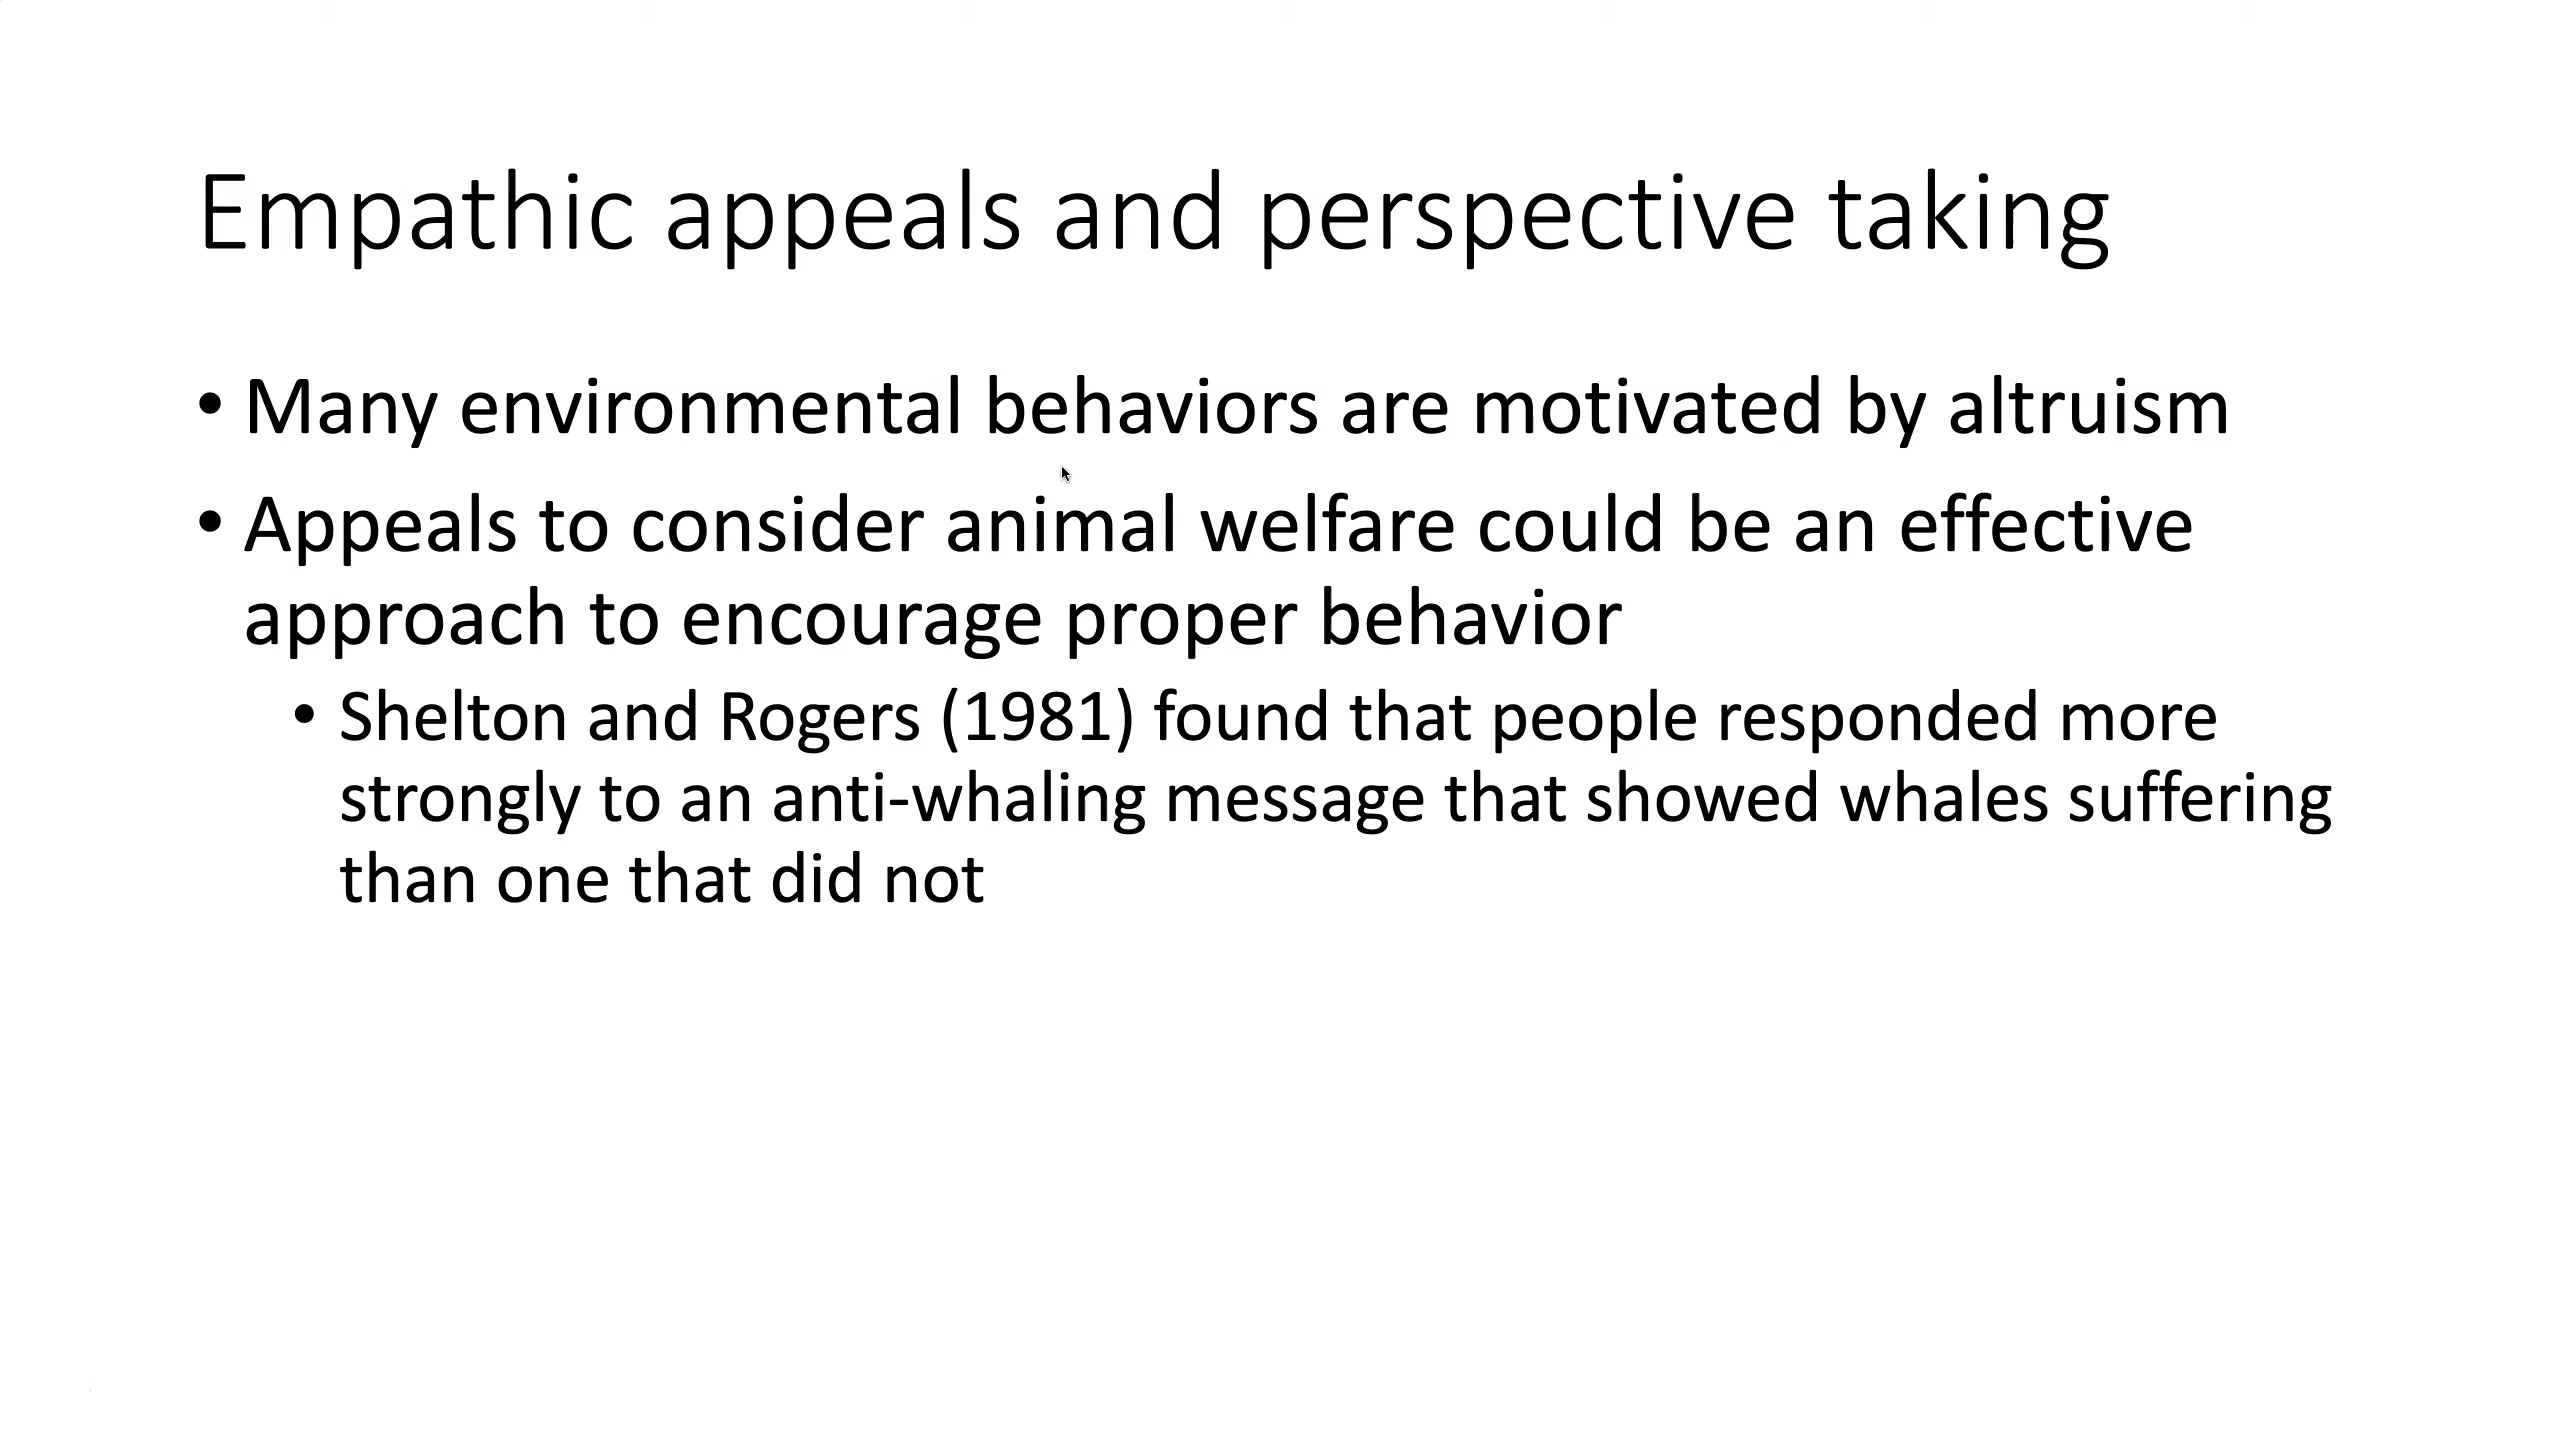 Empathic appeals and perspective taking
• Many environmental behaviors are motivated by altruism
• Appeals to consider animal welfare could be an effective
approach to encourage proper behavior
• Shelton and Rogers (1981) found that people responded more
strongly to an anti-whaling message that showed whales suffering
than one that did not